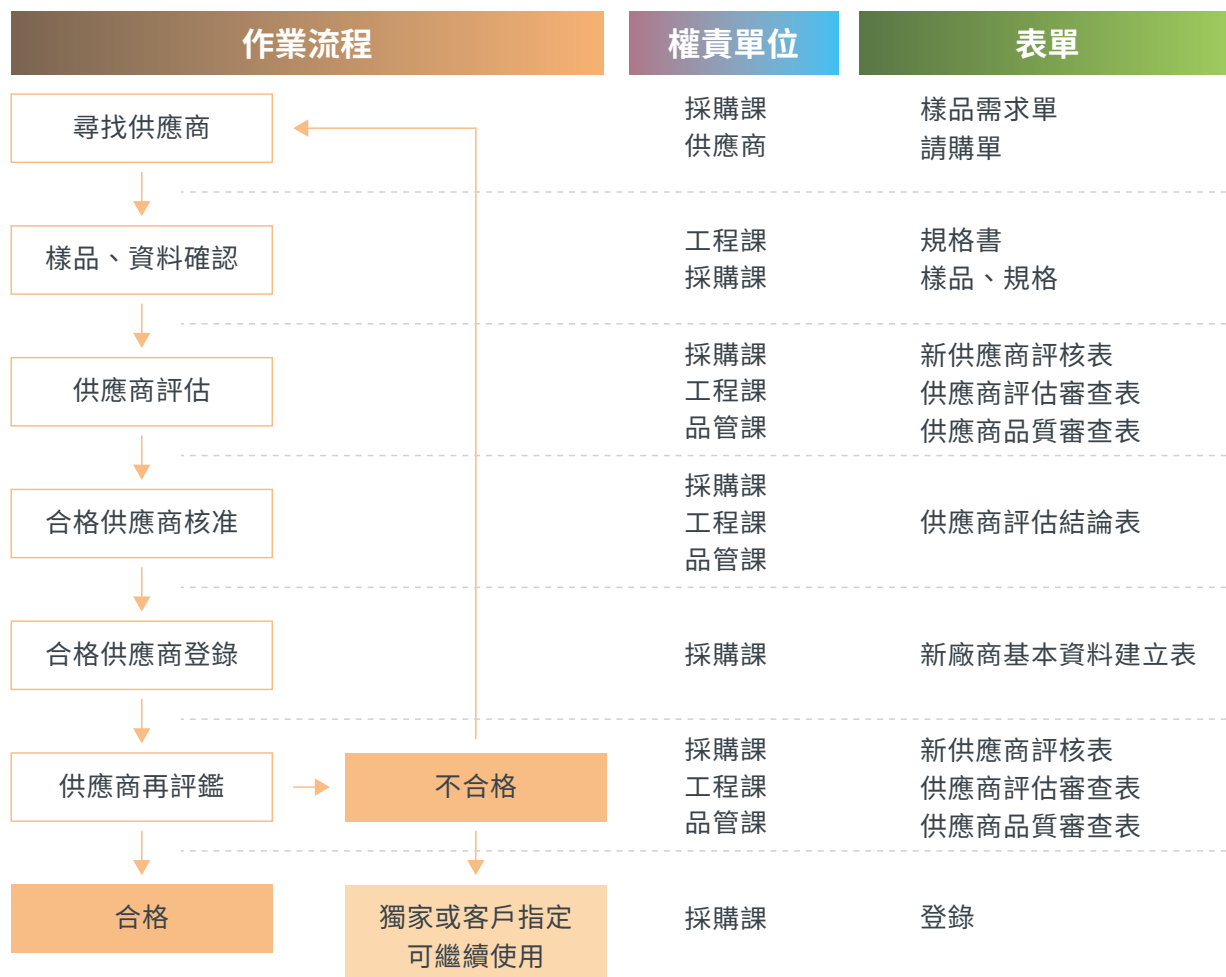 作業流程 權責單位 表單
尋找供應商
採購課
供應商
樣品需求單
請購單
樣品、資料確認
工程課
採購課
規格書
樣品、規格
供應商評估
採購課
工程課
品管課
新供應商評核表
供應商評估審查表
供應商品質審查表
合格供應商核准
採購課
工程課
品管課
供應商評估結論表
合格供應商登錄
採購課
新廠商基本資料建立表
供應商再評鑑
不合格
採購課
工程課
品管課
新供應商評核表
供應商評估審查表
供應商品質審查表
合格
獨家或客戶指定
可繼續使用
採購課
登錄